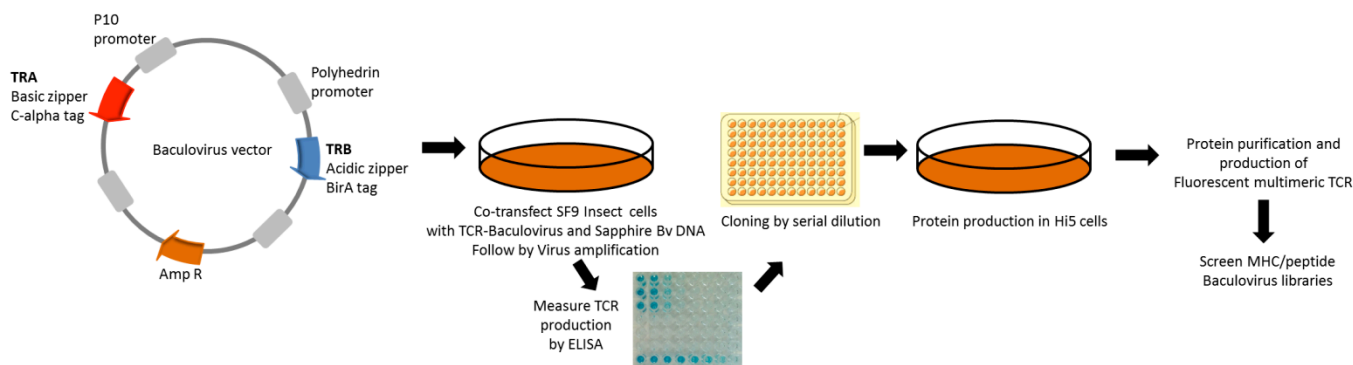 P10
promoter
TRA
Basic zipper
C-alpha tag
Polyhedrin
promoter
Baculovirus vector
TRB
Acidic zipper
BirA tag
Amp R
Co-transfect SF9 Insect cells
with TCR-Baculovirus and Sapphire Bv DNA
Follow by Virus amplification
Measure TCR
production
by ELISA
Cloning by serial dilution
Protein production in Hi5 cells
Protein purification and
production of
Fluorescent multimeric TCR
Screen MHC/peptide
Baculovirus libraries